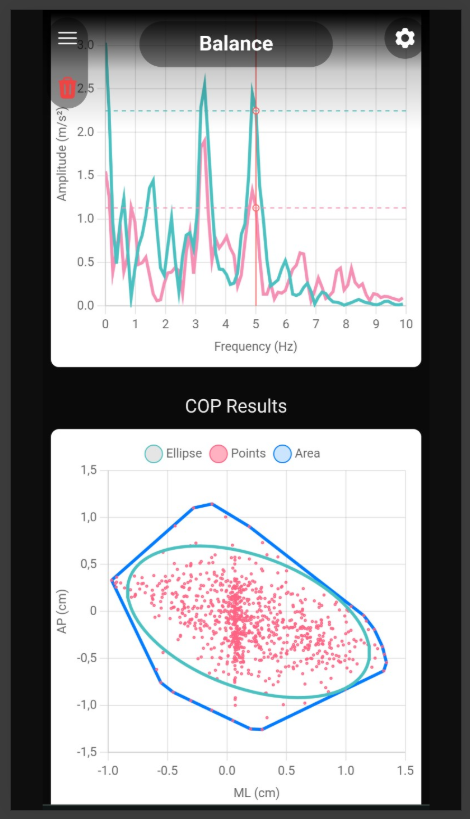 Balance
3.0
2.5
2.0
1.5
1.0
0.5
0.0
Amplitude (m/s²)
0 1 2 3 4 5 6 7 8 9 10
Frequency (Hz)
COP Results
Ellipse Points Area
1,5
1,0
0,5
0
-0,5
-1,0
-1,5
AP (cm)
-1.0 -0.5 0.0 0.5 1.0 1.5
ML (cm)